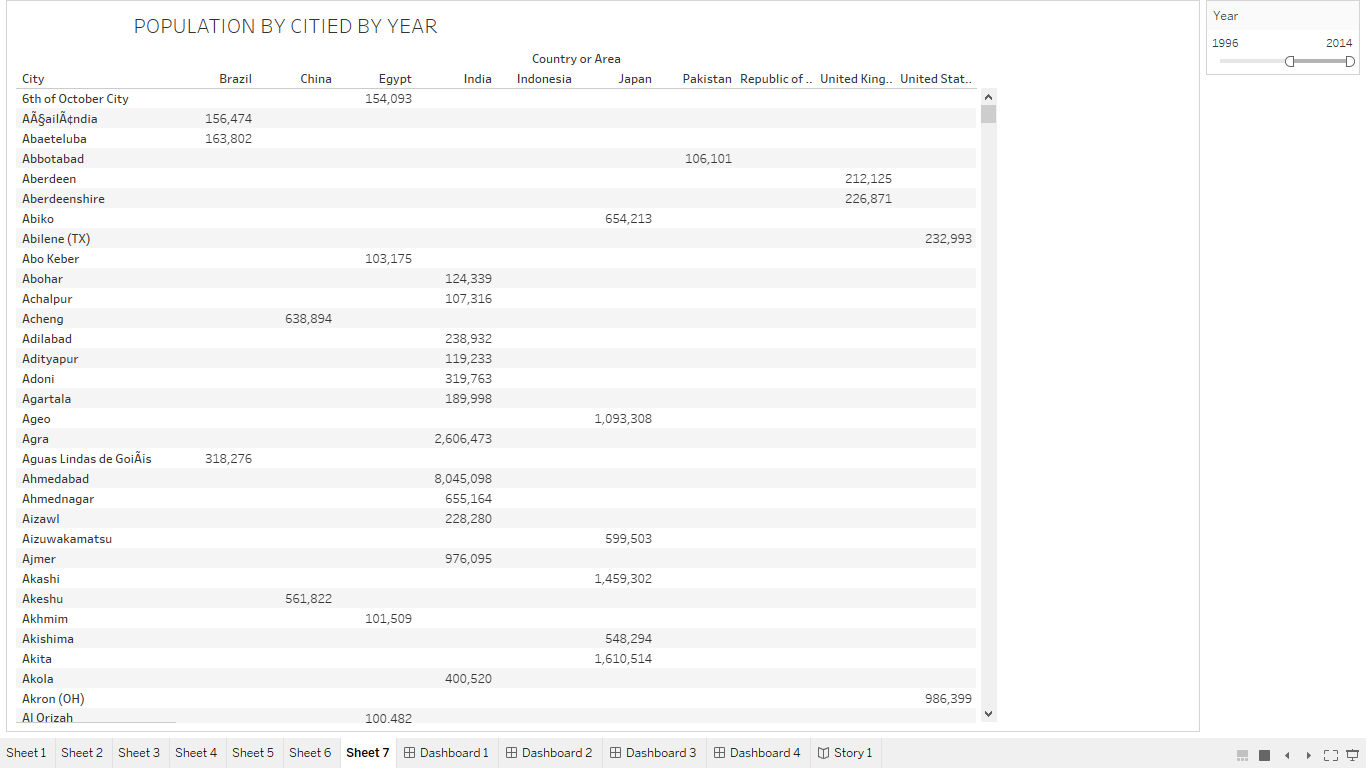 POPULATION BY CITIED BY YEAR
Year
1996 2014
Country or Area
City Brazil China Egypt India Indonesia Japan Pakistan Republic of .. United King.. United Stat..
6th of October City 154,093
AÃ§ailÃ¢ndia 156,474
Abaeteluba 163,802
Abbotabad 106,101
Aberdeen 212,125
Aberdeenshire 226,871
Abiko 654,213
Abilene (TX) 232,993
Abo Keber 103,175
Abohar 124,339
Achalpur 107,316
Acheng 638,894
Adilabad 238,932
Adityapur 119,233
Adoni 319,763
Agartala 189,998
Ageo 1,093,308
Agra 2,606,473
Aguas Lindas de GoiÃis 318,276
Ahmedabad 8,045,098
Ahmednagar 655,164
Aizawl 228,280
Aizuwakamatsu 599,503
Ajmer 976,095
Akashi 1,459,302
Akeshu 561,822
Akhmim 101,509
Akishima 548,294
Akita 1,610,514
Akola 400,520
Akron (OH) 986,399
Al Orizah 100,482
Sheet 1 Sheet 2 Sheet 3 Sheet 4 Sheet 5 Sheet 6 Sheet 7 Dashboard 1 Dashboard 2 Dashboard 3 Dashboard 4 Story 1